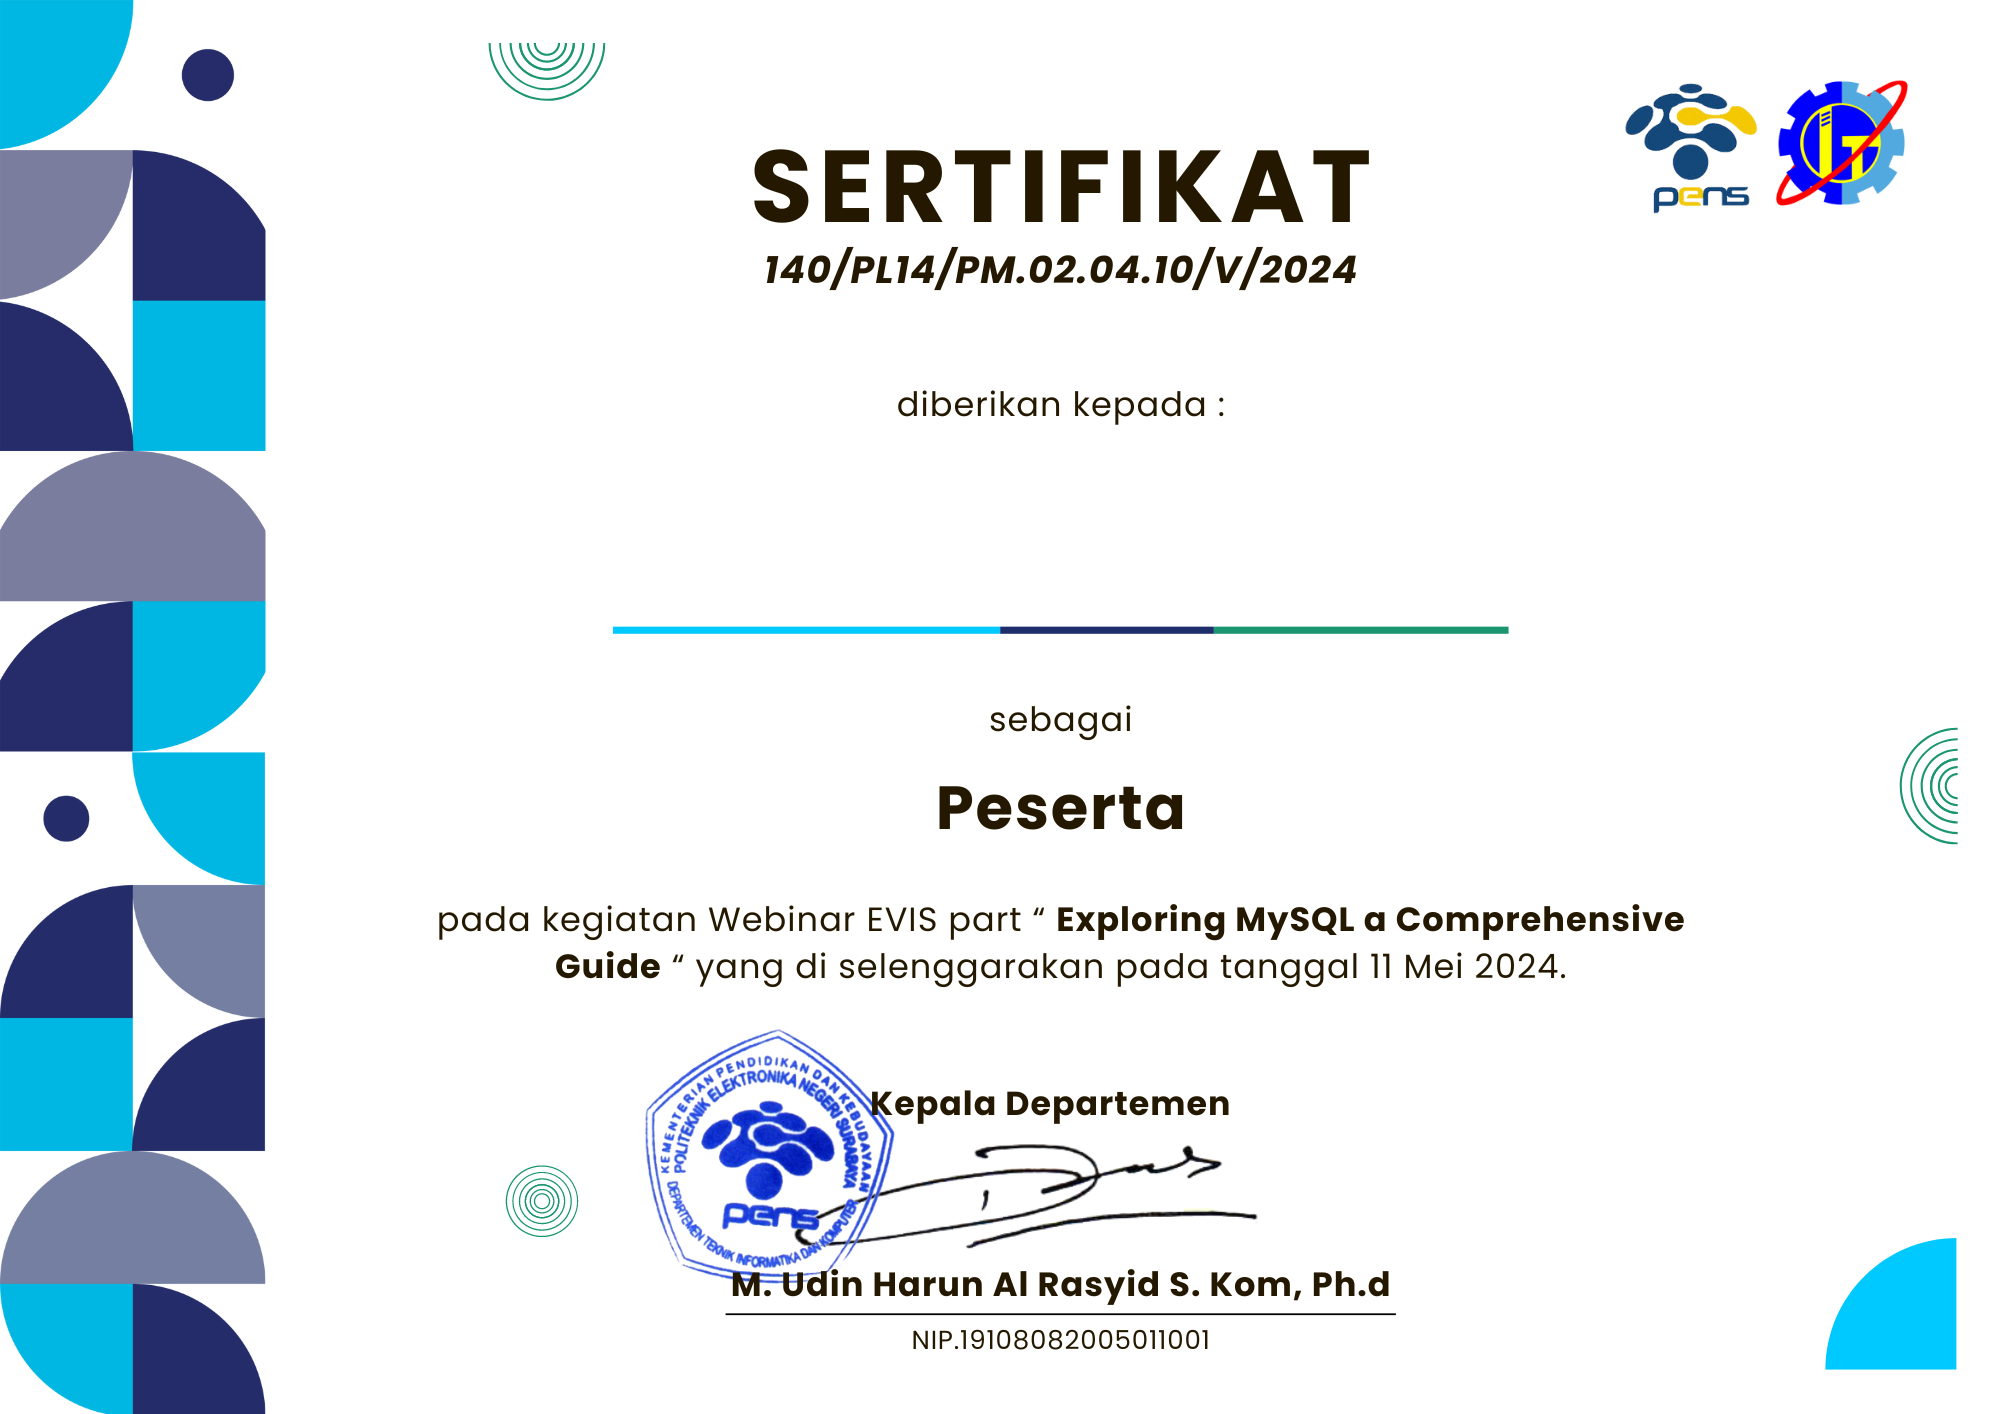 pens
IT
SERTIFIKAT
140/PL14/PM.02.04.10/V/2024
diberikan kepada :
sebagai
Peserta
pada kegiatan Webinar EVIS part “ Exploring MySQL a Comprehensive
Guide “ yang di selenggarakan pada tanggal 11 Mei 2024.
KEMENTERIAN PENDIDIKAN DAN KEBUDAYAAN
POLITEKNIK ELEKTRONIKA NEGERI SURABAYA
pens
DEPARTEMEN TEKNIK INFORMATIKA DAN KOMPUTER
Kepala Departemen
M. Udin Harun Al Rasyid S. Kom, Ph.d
NIP.19108082005011001